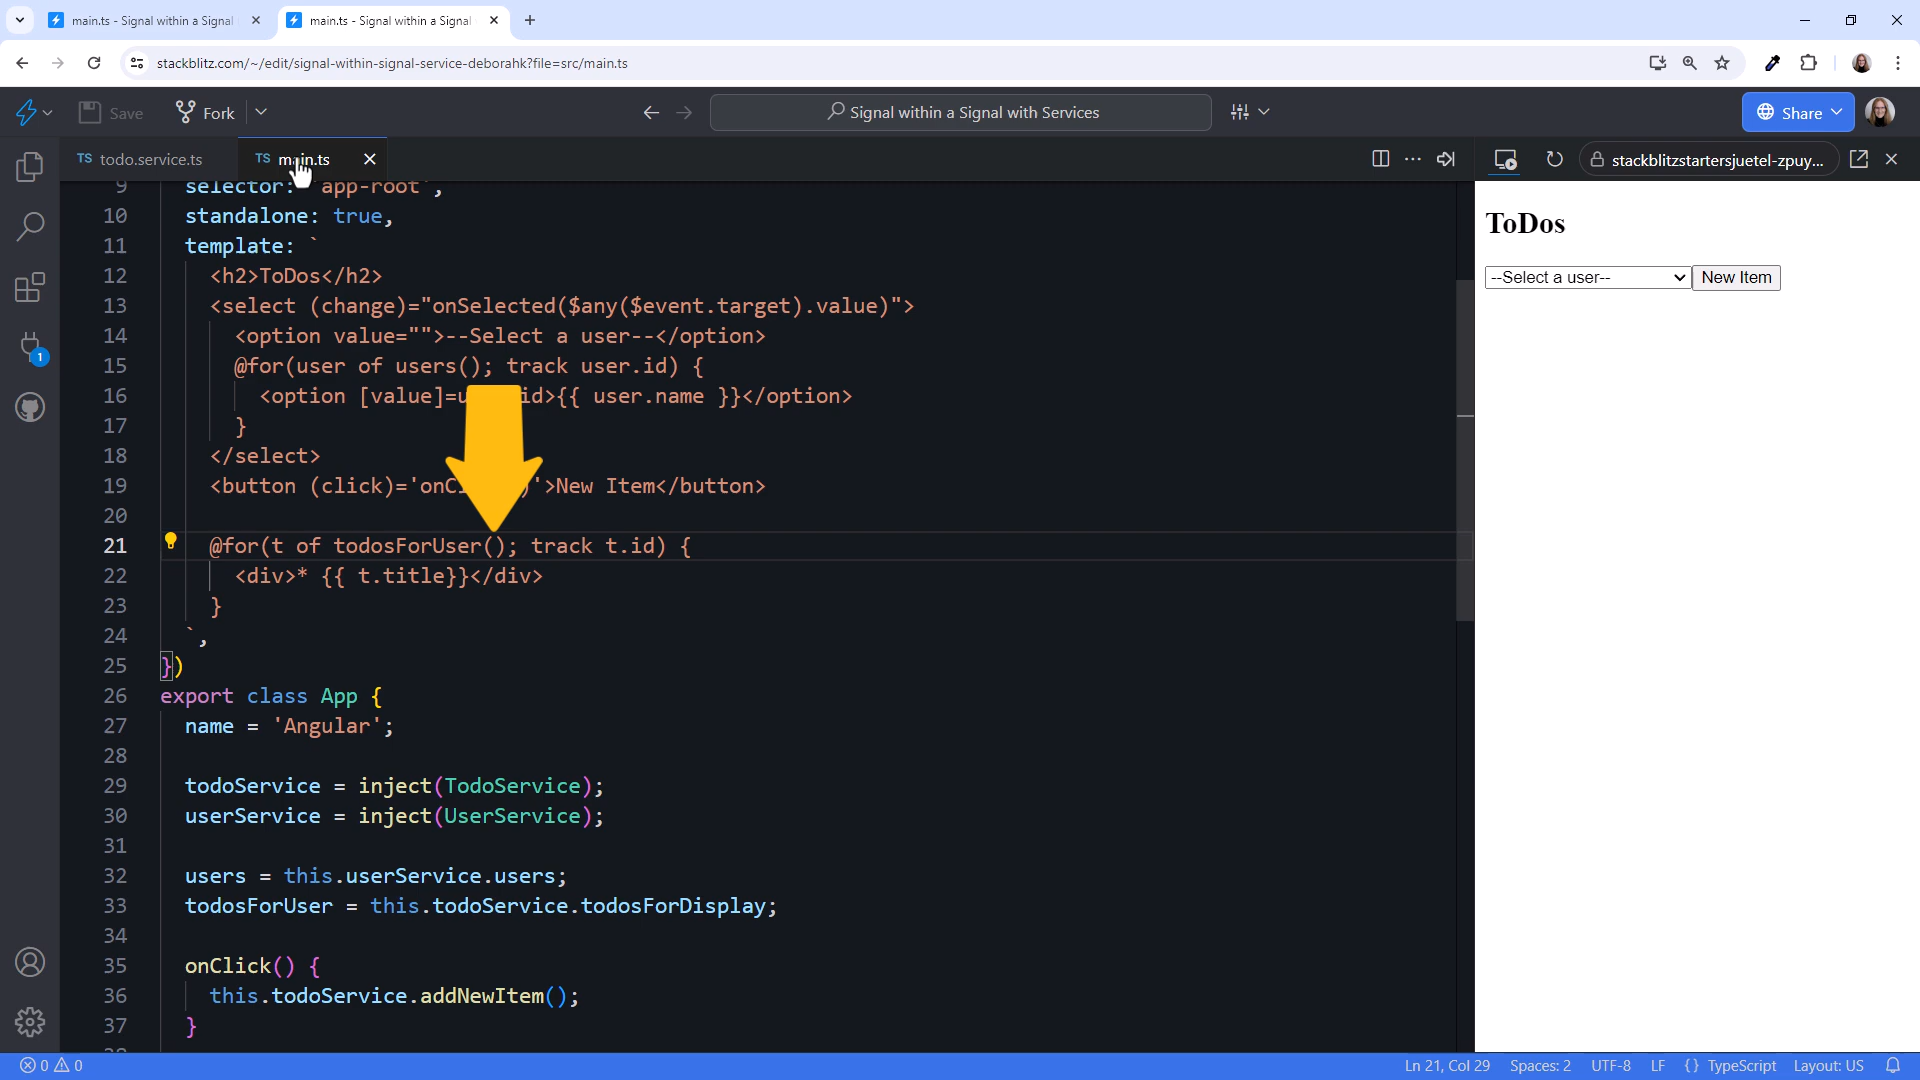 main.ts - Signal within a Signal
main.ts - Signal within a Signal
stackblitz.com/~/edit/signal-within-signal-service-deborahk?file=src/main.ts
Save
Fork
Signal within a Signal with Services
Share
TS todo.service.ts
TS main.ts
stackblitzstartersjuetel-zpuy...
9 selector: `app-root`,
10 standalone: true,
11 template: `
12 <h2>ToDos</h2>
13 <select (change)="onSelected($any($event.target).value)">
14 <option value="">--Select a user--</option>
15 @for(user of users(); track user.id) {
16 <option [value]=u id>{{ user.name }}</option>
17 }
18 </select>
19 <button (click)='onC )'>New Item</button>
20
21 @for(t of todosForUser(); track t.id) {
22 <div>* {{ t.title}}</div>
23 }
24 `,
25 })
26 export class App {
27 name = 'Angular';
28
29 todoService = inject(TodoService);
30 userService = inject(UserService);
31
32 users = this.userService.users;
33 todosForUser = this.todoService.todosForDisplay;
34
35 onClick() {
36 this.todoService.addNewItem();
37 }
ToDos
--Select a user--
New Item
1
0 0
Ln 21, Col 29
Spaces: 2
UTF-8
LF
{} TypeScript
Layout: US